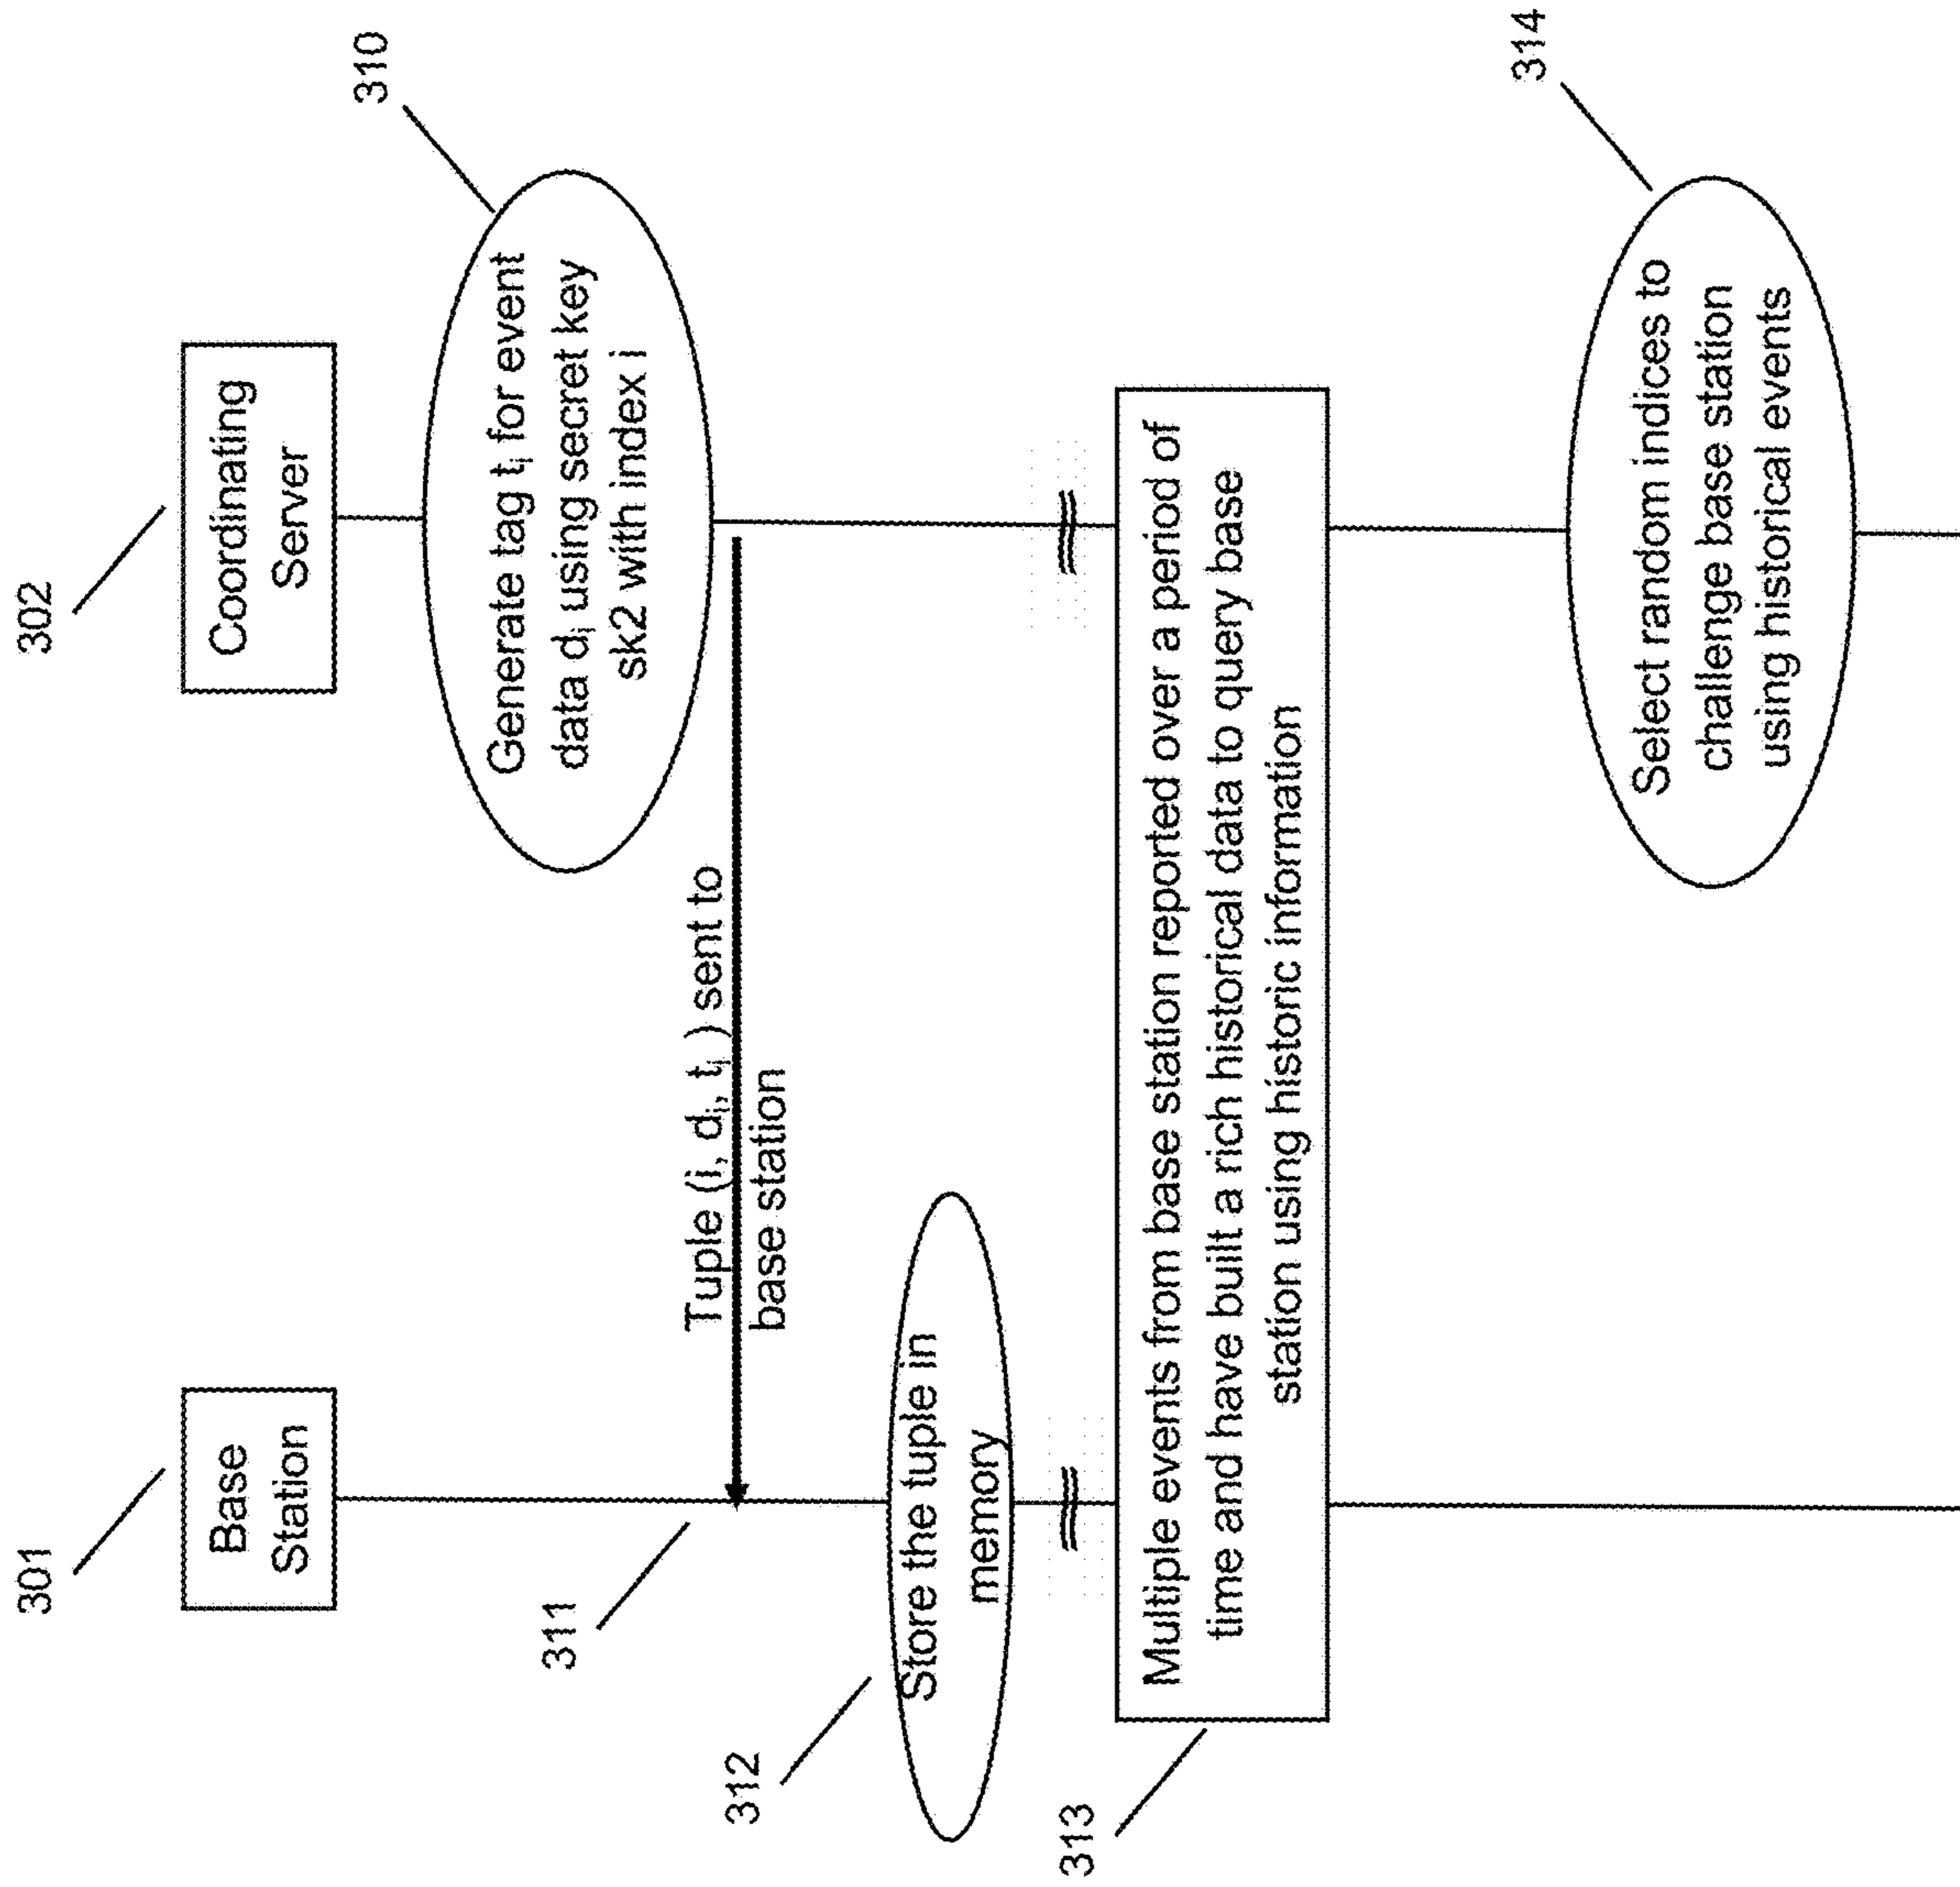 301
Base
Station
302
Coordinating
Server
310
Generate tag tᵢ for event
data dᵢ using secret key
sk2 with index i
311
Tuple (i, dᵢ, tᵢ) sent to
base station
312
Store the tuple in
memory
313
Multiple events from base station reported over a period of
time and have built a rich historical data to query base
station using historic information
314
Select random indices to
challenge base station
using historical events